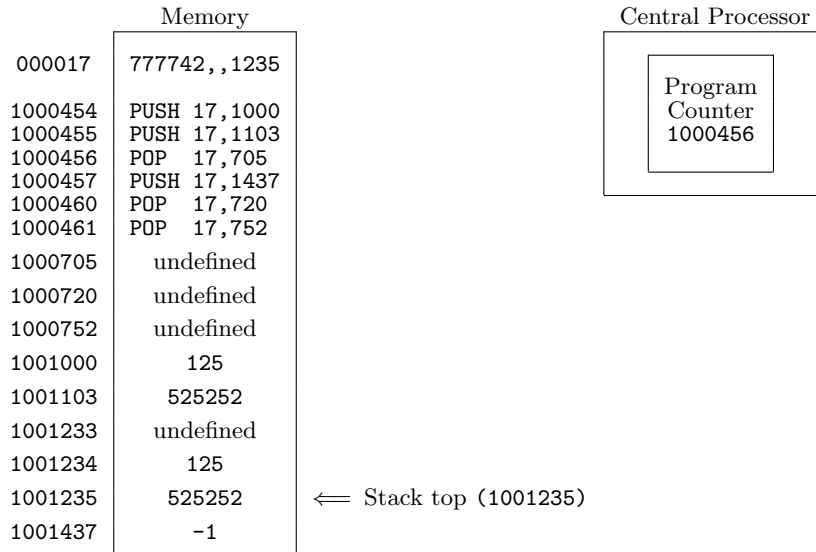 Memory
Central Processor
000017 777742,,1235
Program
Counter
1000456
1000454 PUSH 17,1000
1000455 PUSH 17,1103
1000456 POP 17,705
1000457 PUSH 17,1437
1000460 POP 17,720
1000461 POP 17,752
1000705 undefined
1000720 undefined
1000752 undefined
1001000 125
1001103 525252
1001233 undefined
1001234 125
1001235 525252 ⟸ Stack top (1001235)
1001437 -1